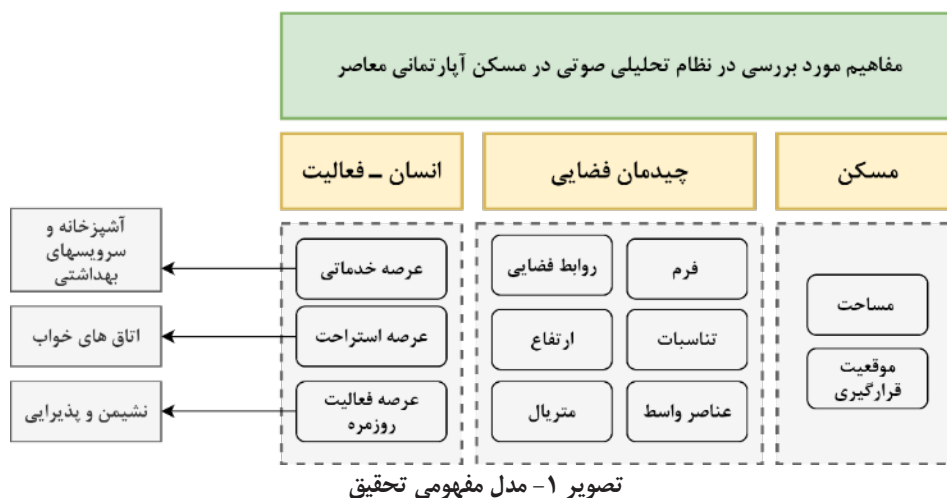 مفاهیم مورد بررسی در نظام تحلیلی صوتی در مسکن آپارتمانی معاصر
مسکن
چیدمان فضایی
انسان ــ فعالیت
مساحت
موقعیت
قرارگیری
فرم
روابط فضایی
تناسبات
ارتفاع
عناصر واسط
متریال
عرصه خدماتی
عرصه استراحت
عرصه فعالیت
روزمره
آشپزخانه و
سرویسهای
بهداشتی
اتاق های خواب
نشیمن و پذیرایی
تصویر ۱- مدل مفهومی تحقیق